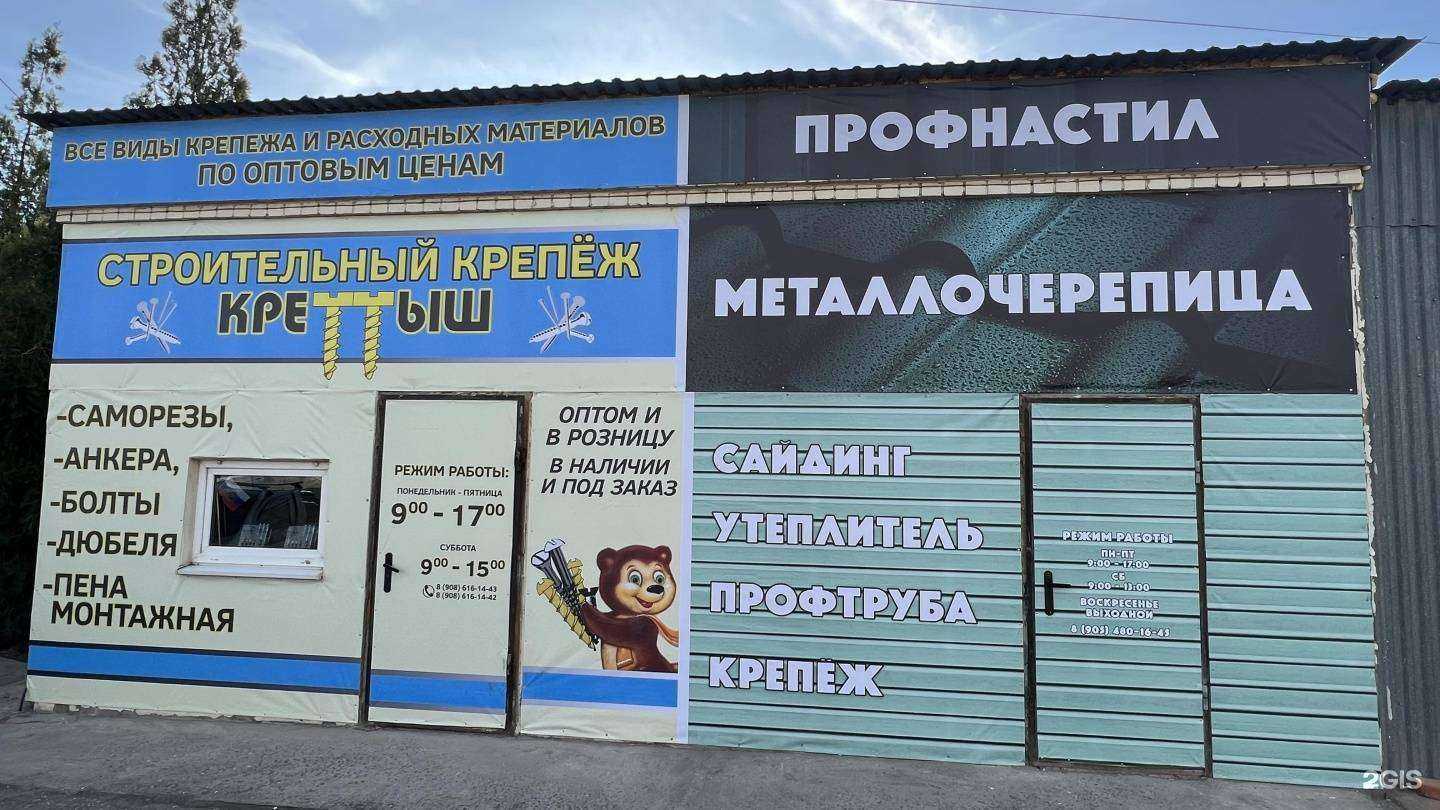 ВСЕ ВИДЫ КРЕПЕЖА И РАСХОДНЫХ МАТЕРИАЛОВ
ПО ОПТОВЫМ ЦЕНАМ
ПРОФНАСТИЛ
СТРОИТЕЛЬНЫЙ КРЕПЁЖ
КРЕПЫШ
МЕТАЛЛОЧЕРЕПИЦА
-САМОРЕЗЫ,
-АНКЕРА,
-БОЛТЫ
-ДЮБЕЛЯ
-ПЕНА
МОНТАЖНАЯ
РЕЖИМ РАБОТЫ:
ПОНЕДЕЛЬНИК - ПЯТНИЦА
9⁰⁰ - 17⁰⁰
СУББОТА
9⁰⁰ - 15⁰⁰
8 (908) 616-14-43
8 (908) 616-14-42
ОПТОМ И
В РОЗНИЦУ
В НАЛИЧИИ
И ПОД ЗАКАЗ
САЙДИНГ
УТЕПЛИТЕЛЬ
ПРОФТРУБА
КРЕПЁЖ
РЕЖИМ РАБОТЫ
ПН-ПТ
9:00 - 17:00
СБ
9:00 - 13:00
ВОСКРЕСЕНЬЕ
ВЫХОДНОЙ
8 (905) 480-16-45
2GIS